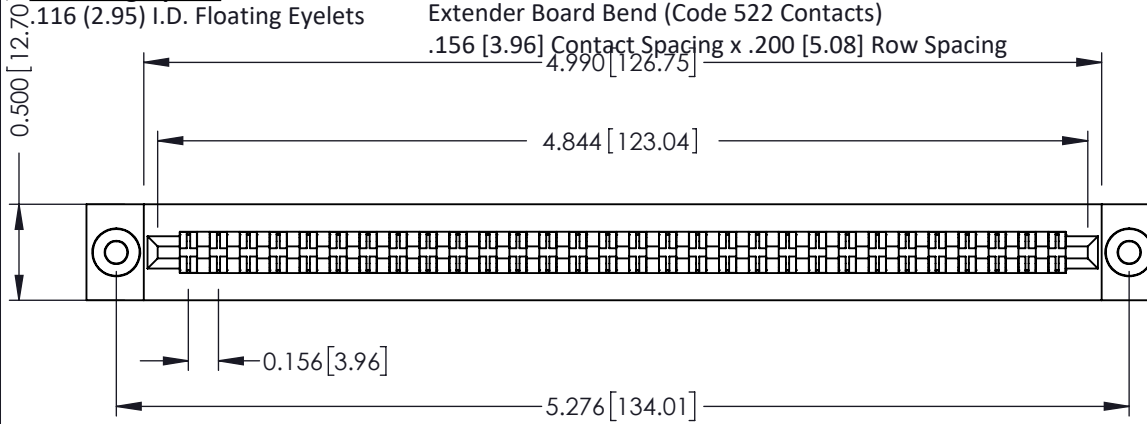 .116 (2.95) I.D. Floating Eyelets
Extender Board Bend (Code 522 Contacts)
.156 [3.96] Contact Spacing x .200 [5.08] Row Spacing
0.500 [12.70
4.990 [126.75]
4.844 [123.04]
0.156 [3.96]
5.276 [134.01]